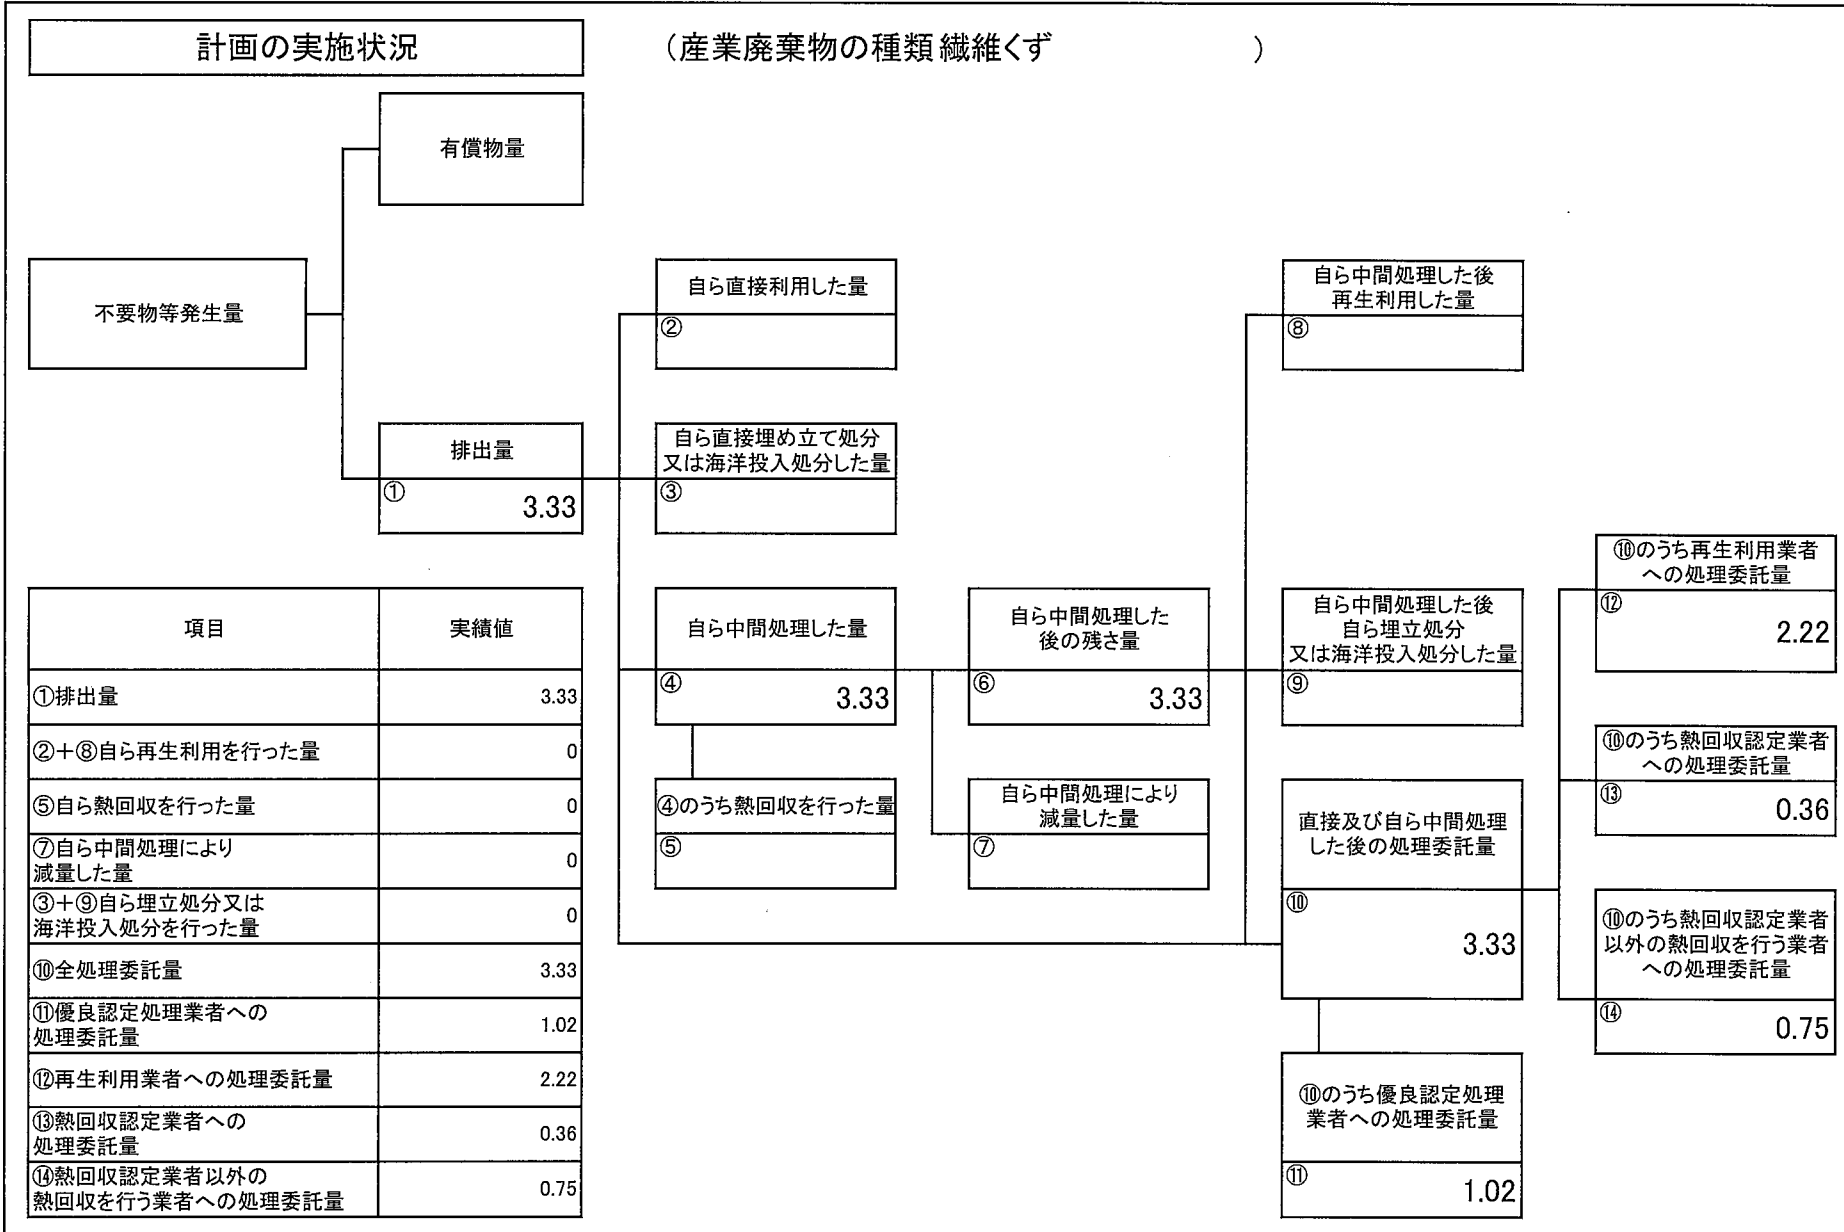 計画の実施状況
（産業廃棄物の種類 繊維くず ）
有償物量
不要物等発生量
排出量
①
3.33
自ら直接利用した量
②
自ら直接埋め立て処分
又は海洋投入処分した量
③
自ら中間処理した量
④
3.33
④のうち熱回収を行った量
⑤
自ら中間処理した
後の残さ量
⑥
3.33
自ら中間処理により
減量した量
⑦
自ら中間処理した後
再生利用した量
⑧
自ら中間処理した後
自ら埋立処分
又は海洋投入処分した量
⑨
直接及び自ら中間処理
した後の処理委託量
⑩
3.33
⑩のうち優良認定処理
業者への処理委託量
⑪
1.02
⑩のうち再生利用業者
への処理委託量
⑫
2.22
⑩のうち熱回収認定業者
への処理委託量
⑬
0.36
⑩のうち熱回収認定業者
以外の熱回収を行う業者
への処理委託量
⑭
0.75
項目 実績値
①排出量 3.33
②＋⑧自ら再生利用を行った量 0
⑤自ら熱回収を行った量 0
⑦自ら中間処理により
減量した量 0
③＋⑨自ら埋立処分又は
海洋投入処分を行った量 0
⑩全処理委託量 3.33
⑪優良認定処理業者への
処理委託量 1.02
⑫再生利用業者への処理委託量 2.22
⑬熱回収認定業者への
処理委託量 0.36
⑭熱回収認定業者以外の
熱回収を行う業者への処理委託量 0.75